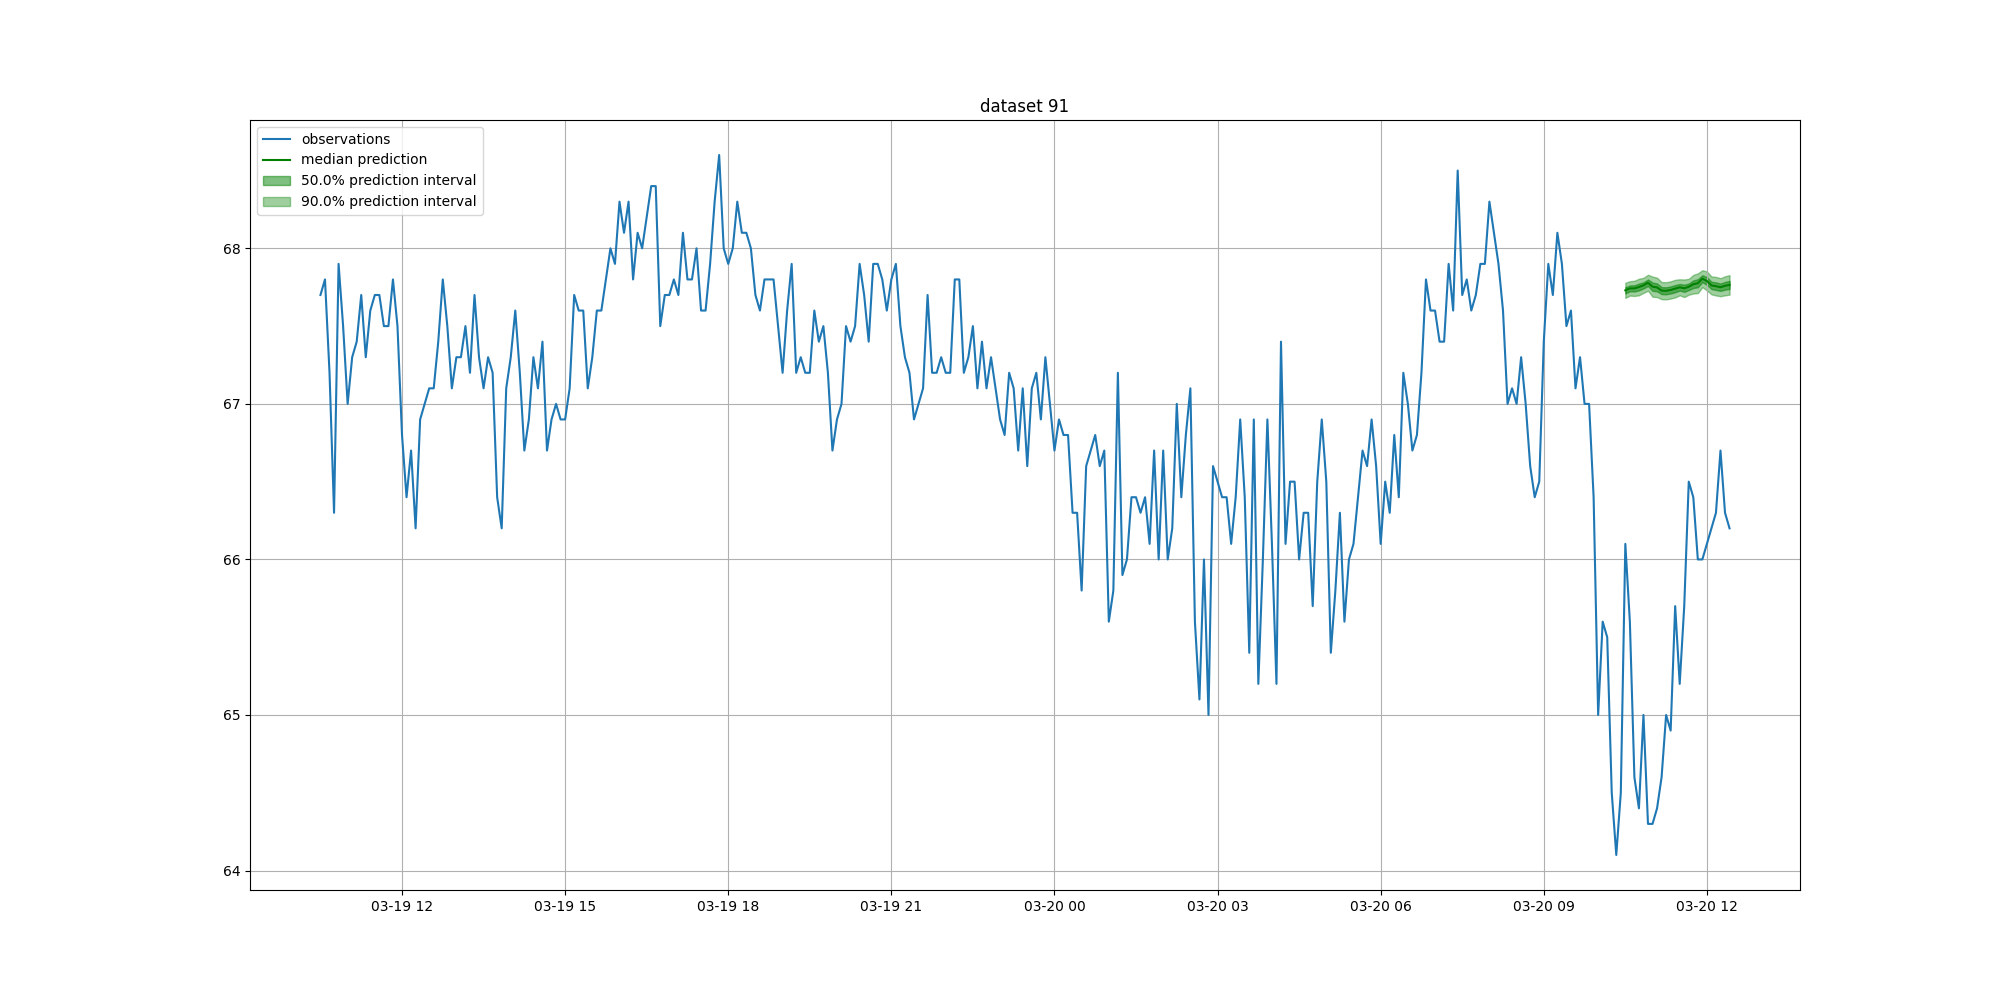 dataset 91
observations
median prediction
50.0% prediction interval
90.0% prediction interval
68
67
66
65
64
03-19 12
03-19 15
03-19 18
03-19 21
03-20 00
03-20 03
03-20 06
03-20 09
03-20 12